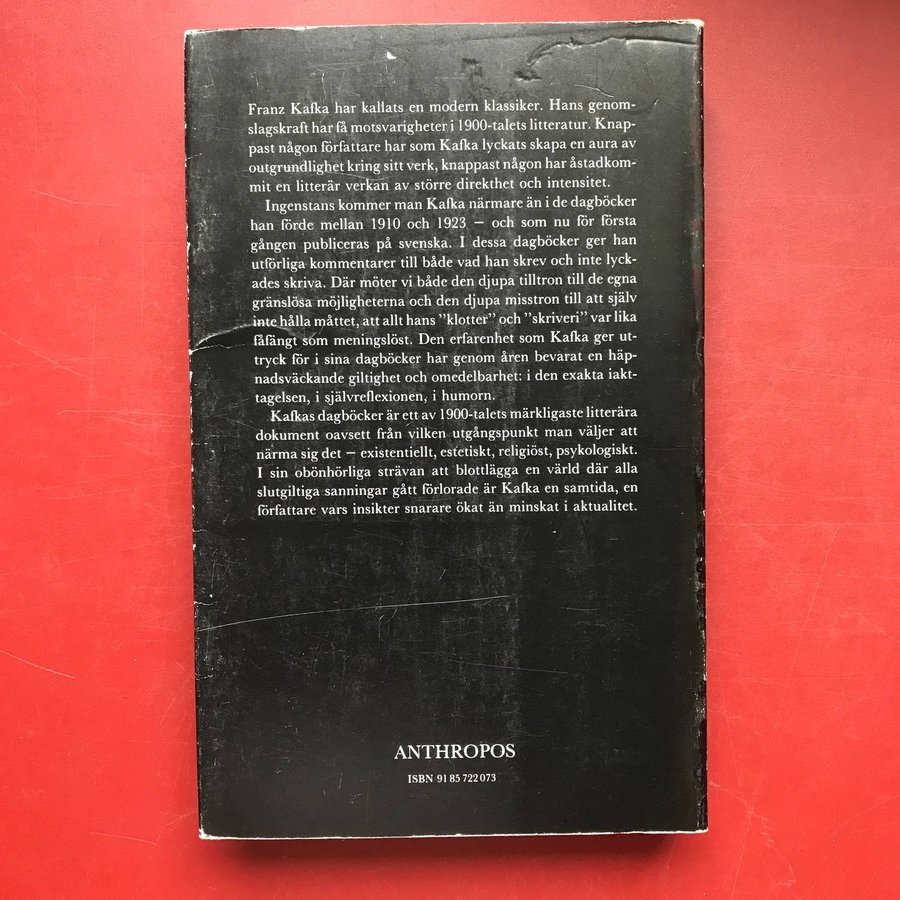 Franz Kafka har kallats en modern klassiker. Hans genom-
slagskraft har få motsvarigheter i 1900-talets litteratur. Knap-
past någon författare har som Kafka lyckats skapa en aura av
outgrundlighet kring sitt verk, knappast någon har åstadkom-
mit en litterär verkan av större direkthet och intensitet.
Ingenstans kommer man Kafka närmare än i de dagböcker
han förde mellan 1910 och 1923 — och som nu för första
gången publiceras på svenska. I dessa dagböcker ger han
utförliga kommentarer till både vad han skrev och inte lyck-
ades skriva. Där möter vi både den djupa tilltron till de egna
gränslösa möjligheterna och den djupa misstron till att själv
inte hålla måttet, att allt hans ”klotter” och ”skriveri” var lika
fåfängt som meningslöst. Den erfarenhet som Kafka ger ut-
tryck för i sina dagböcker har genom åren bevarat en häp-
nadsväckande giltighet och omedelbarhet: i den exakta iakt-
tagelsen, i självreflexionen, i humorn.
Kafkas dagböcker är ett av 1900-talets märkligaste litterära
dokument oavsett från vilken utgångspunkt man väljer att
närma sig det — existentiellt, estetiskt, religiöst, psykologiskt.
I sin obönhörliga strävan att blottlägga en värld där alla
slutgiltiga sanningar gått förlorade är Kafka en samtida, en
författare vars insikter snarare ökat än minskat i aktualitet.
ANTHROPOS
ISBN 91 85 722 073